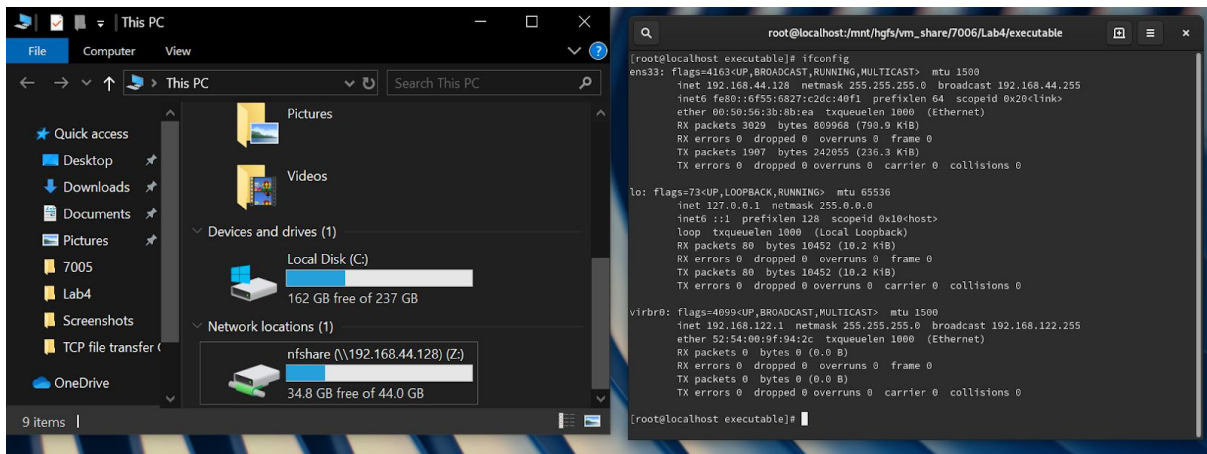 This PC
File Computer View
This PC Search This PC
Quick access
Desktop
Downloads
Documents
Pictures
7005
Lab4
Screenshots
TCP file transfer (
OneDrive
Pictures
Videos
Devices and drives (1)
Local Disk (C:)
162 GB free of 237 GB
Network locations (1)
nfshare (\\192.168.44.128) (Z:)
34.8 GB free of 44.0 GB
9 items
root@localhost:/mnt/hgfs/vm_share/7006/Lab4/executable
[root@localhost executable]# ifconfig
ens33: flags=4163<UP,BROADCAST,RUNNING,MULTICAST> mtu 1500
inet 192.168.44.128 netmask 255.255.255.0 broadcast 192.168.44.255
inet6 fe80::6f55:6827:c2dc:40f1 prefixlen 64 scopeid 0x20<link>
ether 00:50:56:3b:8b:ea txqueuelen 1000 (Ethernet)
RX packets 3029 bytes 809968 (790.9 KiB)
RX errors 0 dropped 0 overruns 0 frame 0
TX packets 1907 bytes 242055 (236.3 KiB)
TX errors 0 dropped 0 overruns 0 carrier 0 collisions 0
lo: flags=73<UP,LOOPBACK,RUNNING> mtu 65536
inet 127.0.0.1 netmask 255.0.0.0
inet6 ::1 prefixlen 128 scopeid 0x10<host>
loop txqueuelen 1000 (Local Loopback)
RX packets 80 bytes 10452 (10.2 KiB)
RX errors 0 dropped 0 overruns 0 frame 0
TX packets 80 bytes 10452 (10.2 KiB)
TX errors 0 dropped 0 overruns 0 carrier 0 collisions 0
virbr0: flags=4099<UP,BROADCAST,MULTICAST> mtu 1500
inet 192.168.122.1 netmask 255.255.255.0 broadcast 192.168.122.255
ether 52:54:00:9f:94:2c txqueuelen 1000 (Ethernet)
RX packets 0 bytes 0 (0.0 B)
RX errors 0 dropped 0 overruns 0 frame 0
TX packets 0 bytes 0 (0.0 B)
TX errors 0 dropped 0 overruns 0 carrier 0 collisions 0
[root@localhost executable]#